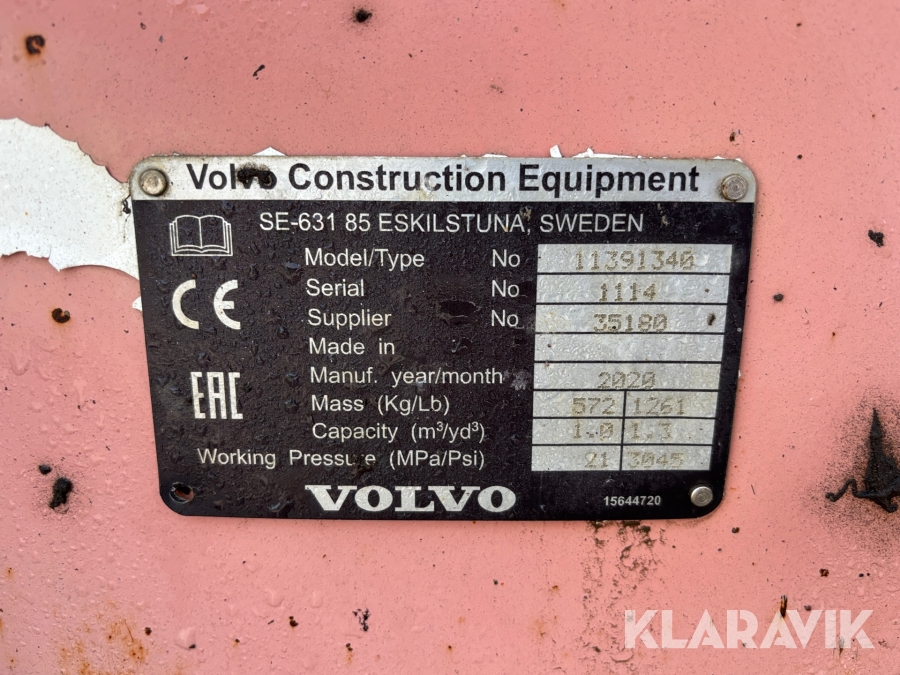 Volvo Construction Equipment
SE-631 85 ESKILSTUNA, SWEDEN
Model/Type No 11391340
Serial No 1114
Supplier No 35180
Made in
Manuf. year/month 2020
Mass (Kg/Lb) 572 1261
Capacity (m³/yd³) 1.0 1.3
Working Pressure (MPa/Psi) 21 3045
CE
EAC
VOLVO
15644720
KLARAVIK